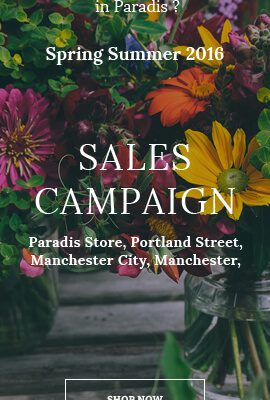 in Paradis ?
Spring Summer 2016
SALES
CAMPAIGN
Paradis Store, Portland Street,
Manchester City, Manchester,
SHOP NOW